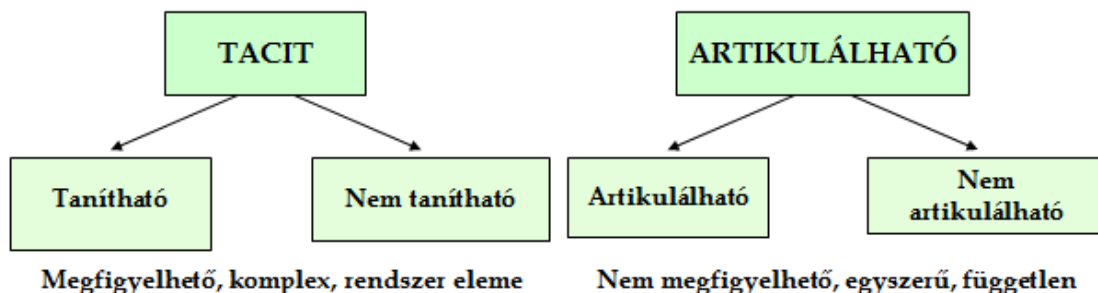 TACIT
ARTIKULÁLHATÓ
Tanítható
Nem tanítható
Artikulálható
Nem
artikulálható
Megfigyelhető, komplex, rendszer eleme
Nem megfigyelhető, egyszerű, független